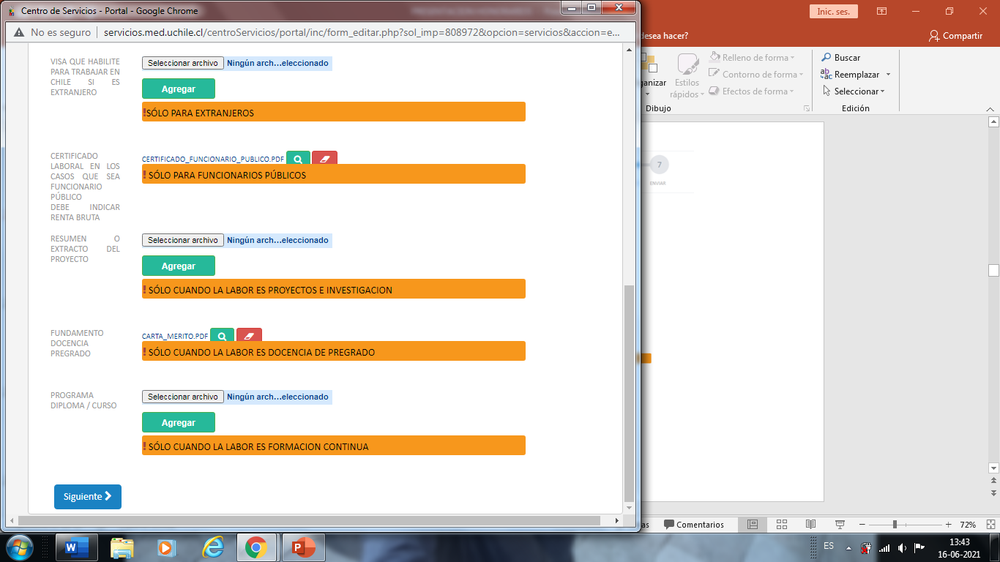 Centro de Servicios - Portal - Google Chrome
No es seguro
servicios.med.uchile.cl/centroServicios/portal/inc/form_editar.php?sol_imp=808972&opcion=servicios&accion=e...
VISA QUE HABILITE
PARA TRABAJAR EN
CHILE SI ES
EXTRANJERO
Seleccionar archivo Ningún arch...eleccionado
Agregar
!SÓLO PARA EXTRANJEROS
CERTIFICADO
LABORAL EN LOS
CASOS QUE SEA
FUNCIONARIO
PÚBLICO
DEBE INDICAR
RENTA BRUTA
CERTIFICADO_FUNCIONARIO_PUBLICO.PDF
! SÓLO PARA FUNCIONARIOS PÚBLICOS
RESUMEN O
EXTRACTO DEL
PROYECTO
Seleccionar archivo Ningún arch...eleccionado
Agregar
! SÓLO CUANDO LA LABOR ES PROYECTOS E INVESTIGACION
FUNDAMENTO
DOCENCIA
PREGRADO
CARTA_MERITO.PDF
! SÓLO CUANDO LA LABOR ES DOCENCIA DE PREGRADO
PROGRAMA
DIPLOMA / CURSO
Seleccionar archivo Ningún arch...eleccionado
Agregar
! SÓLO CUANDO LA LABOR ES FORMACION CONTINUA
Siguiente
Inic. ses.
desea hacer?
Compartir
ganizar
Estilos
rápidos
Relleno de forma
Contorno de forma
Efectos de forma
Dibujo
Buscar
Reemplazar
Seleccionar
Edición
7
ENVIAR
as
Comentarios
72%
ES
13:43
16-06-2021